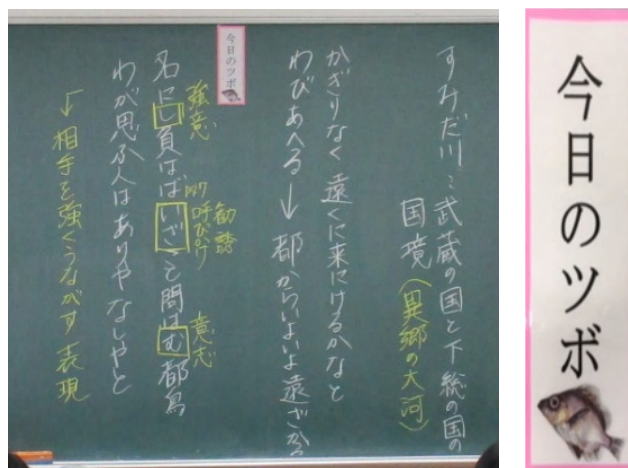 すみだ川…武蔵の国と下総の国の
国境(異郷の大河)
かぎりなく遠くに来にけるかなと
わびあへる→都からいよいよ遠ざかる
今日のツボ
強意
勧誘
呼びかけ
意志
名にし負はばいざこと問はむ都鳥
わが思ふ人はありやなしやと
↓相手を強くうながす表現
今日のツボ